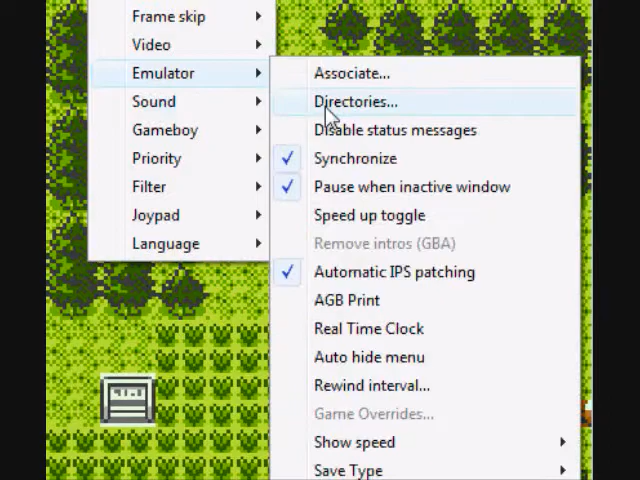 Frame skip
Video
Emulator
Sound
Gameboy
Priority
Filter
Joypad
Language
Associate...
Directories...
Disable status messages
Synchronize
Pause when inactive window
Speed up toggle
Remove intros (GBA)
Automatic IPS patching
AGB Print
Real Time Clock
Auto hide menu
Rewind interval...
Game Overrides...
Show speed
Save Type